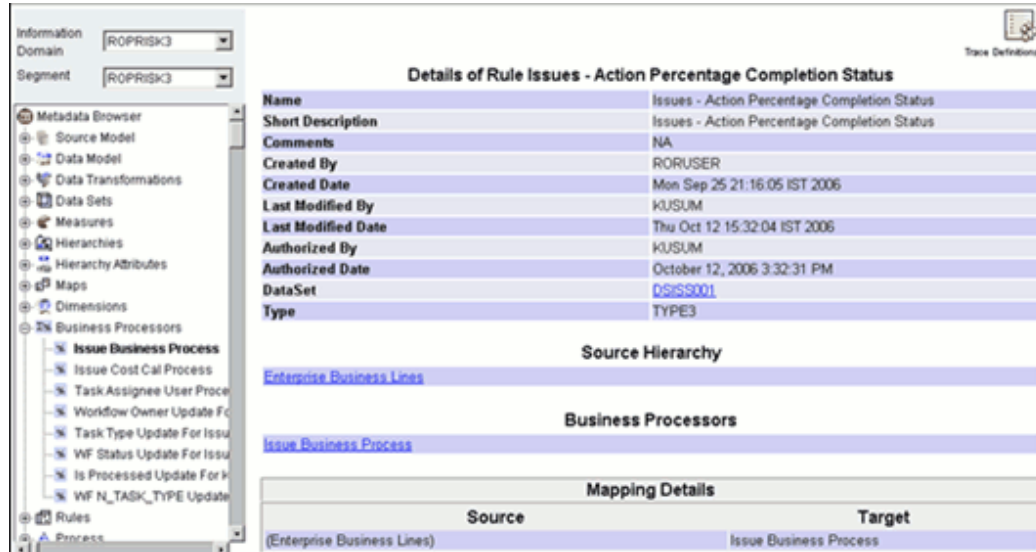 Information Domain
ROPRISK3
Segment
ROPRISK3
Metadata Browser
Source Model
Data Model
Data Transformations
Data Sets
Measures
Hierarchies
Hierarchy Attributes
Maps
Dimensions
Business Processors
Issue Business Process
Issue Cost Cal Process
Task Assignee User Proce
Workflow Owner Update Fo
Task Type Update For Issu
WF Status Update For Issu
Is Processed Update For
WF N_TASK_TYPE Update
Rules
Process
Trace Definition
Details of Rule Issues - Action Percentage Completion Status
Name Issues - Action Percentage Completion Status
Short Description Issues - Action Percentage Completion Status
Comments NA
Created By RORUSER
Created Date Mon Sep 25 21:16:05 IST 2006
Last Modified By KUSUM
Last Modified Date Thu Oct 12 15:32:04 IST 2006
Authorized By KUSUM
Authorized Date October 12, 2006 3:32:31 PM
DataSet DSISS001
Type TYPE3
Source Hierarchy
Enterprise Business Lines
Business Processors
Issue Business Process
Mapping Details
Source Target
(Enterprise Business Lines) Issue Business Process